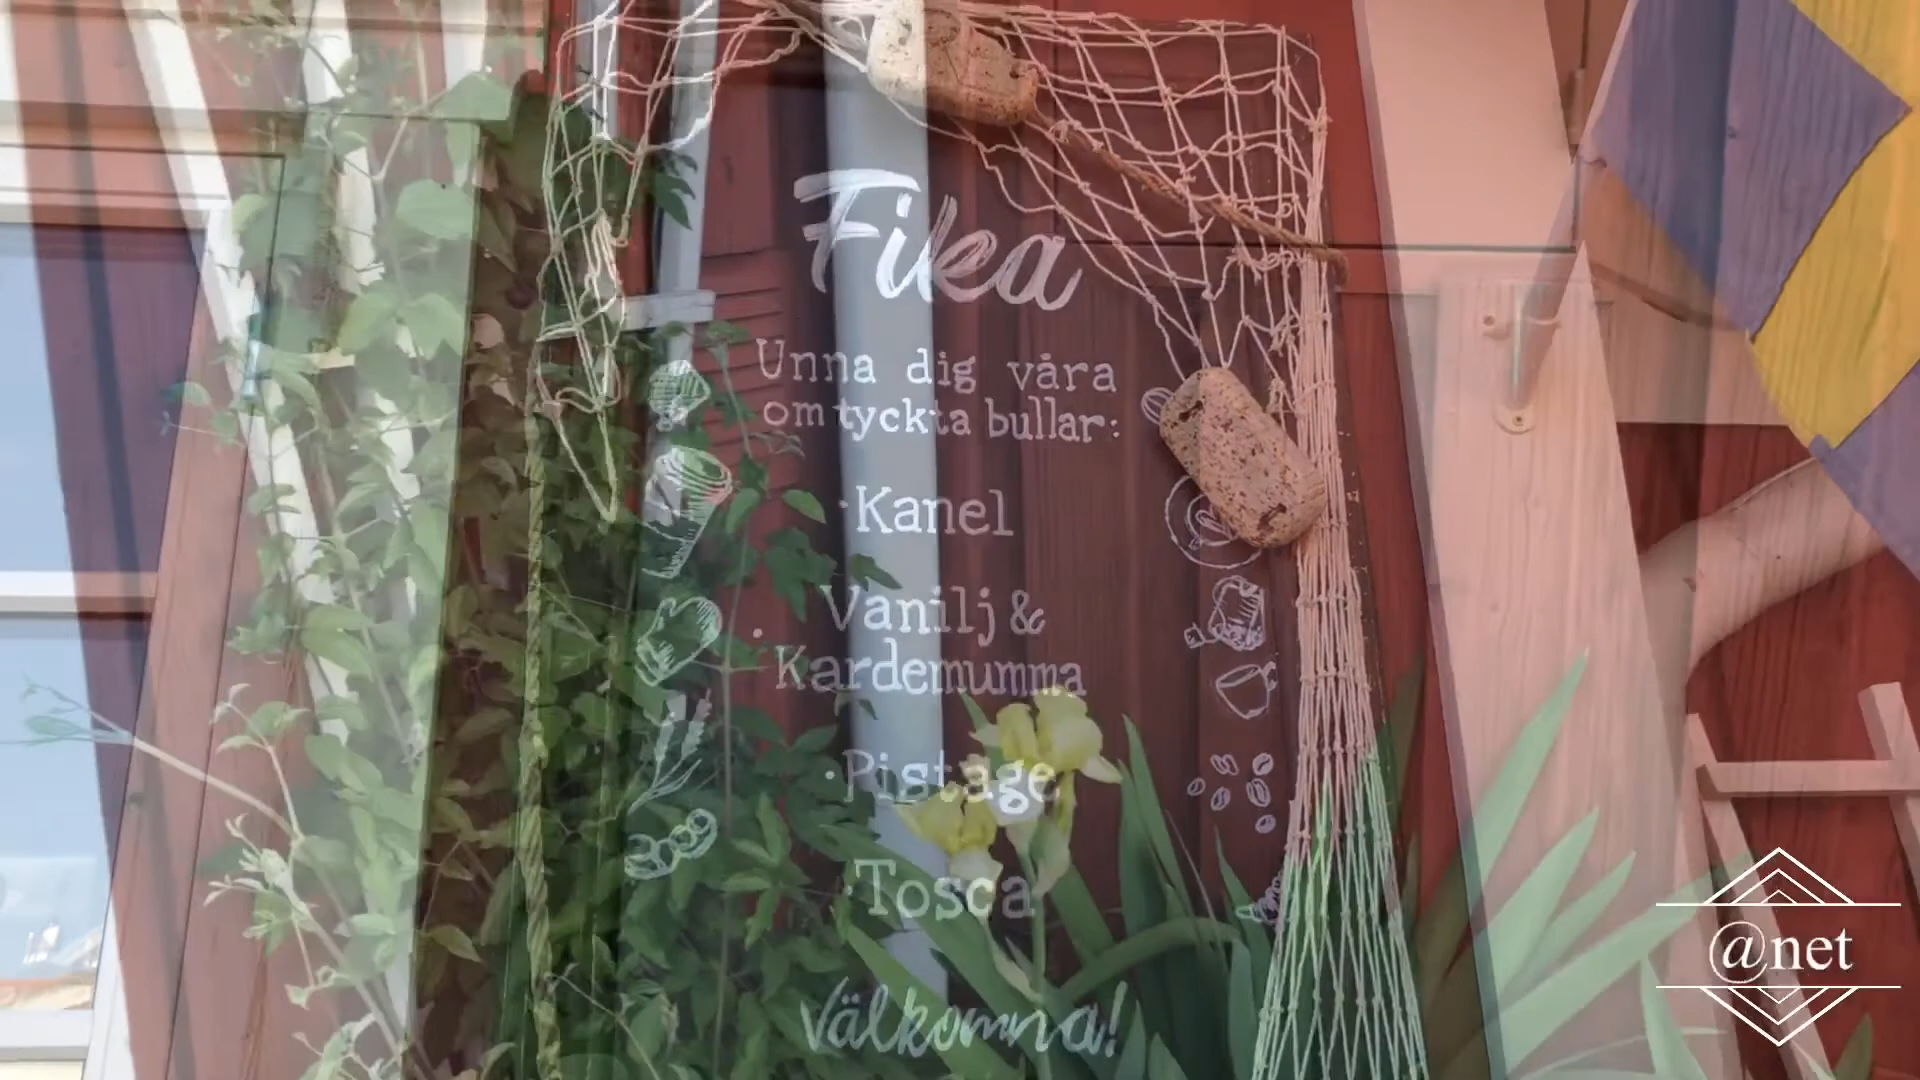 Fika
Unna dig våra
omtyckta bullar:
·Kanel
·Vanilj &
Kardemumma
·Pistage
·Tosca
Välkomna!
@net